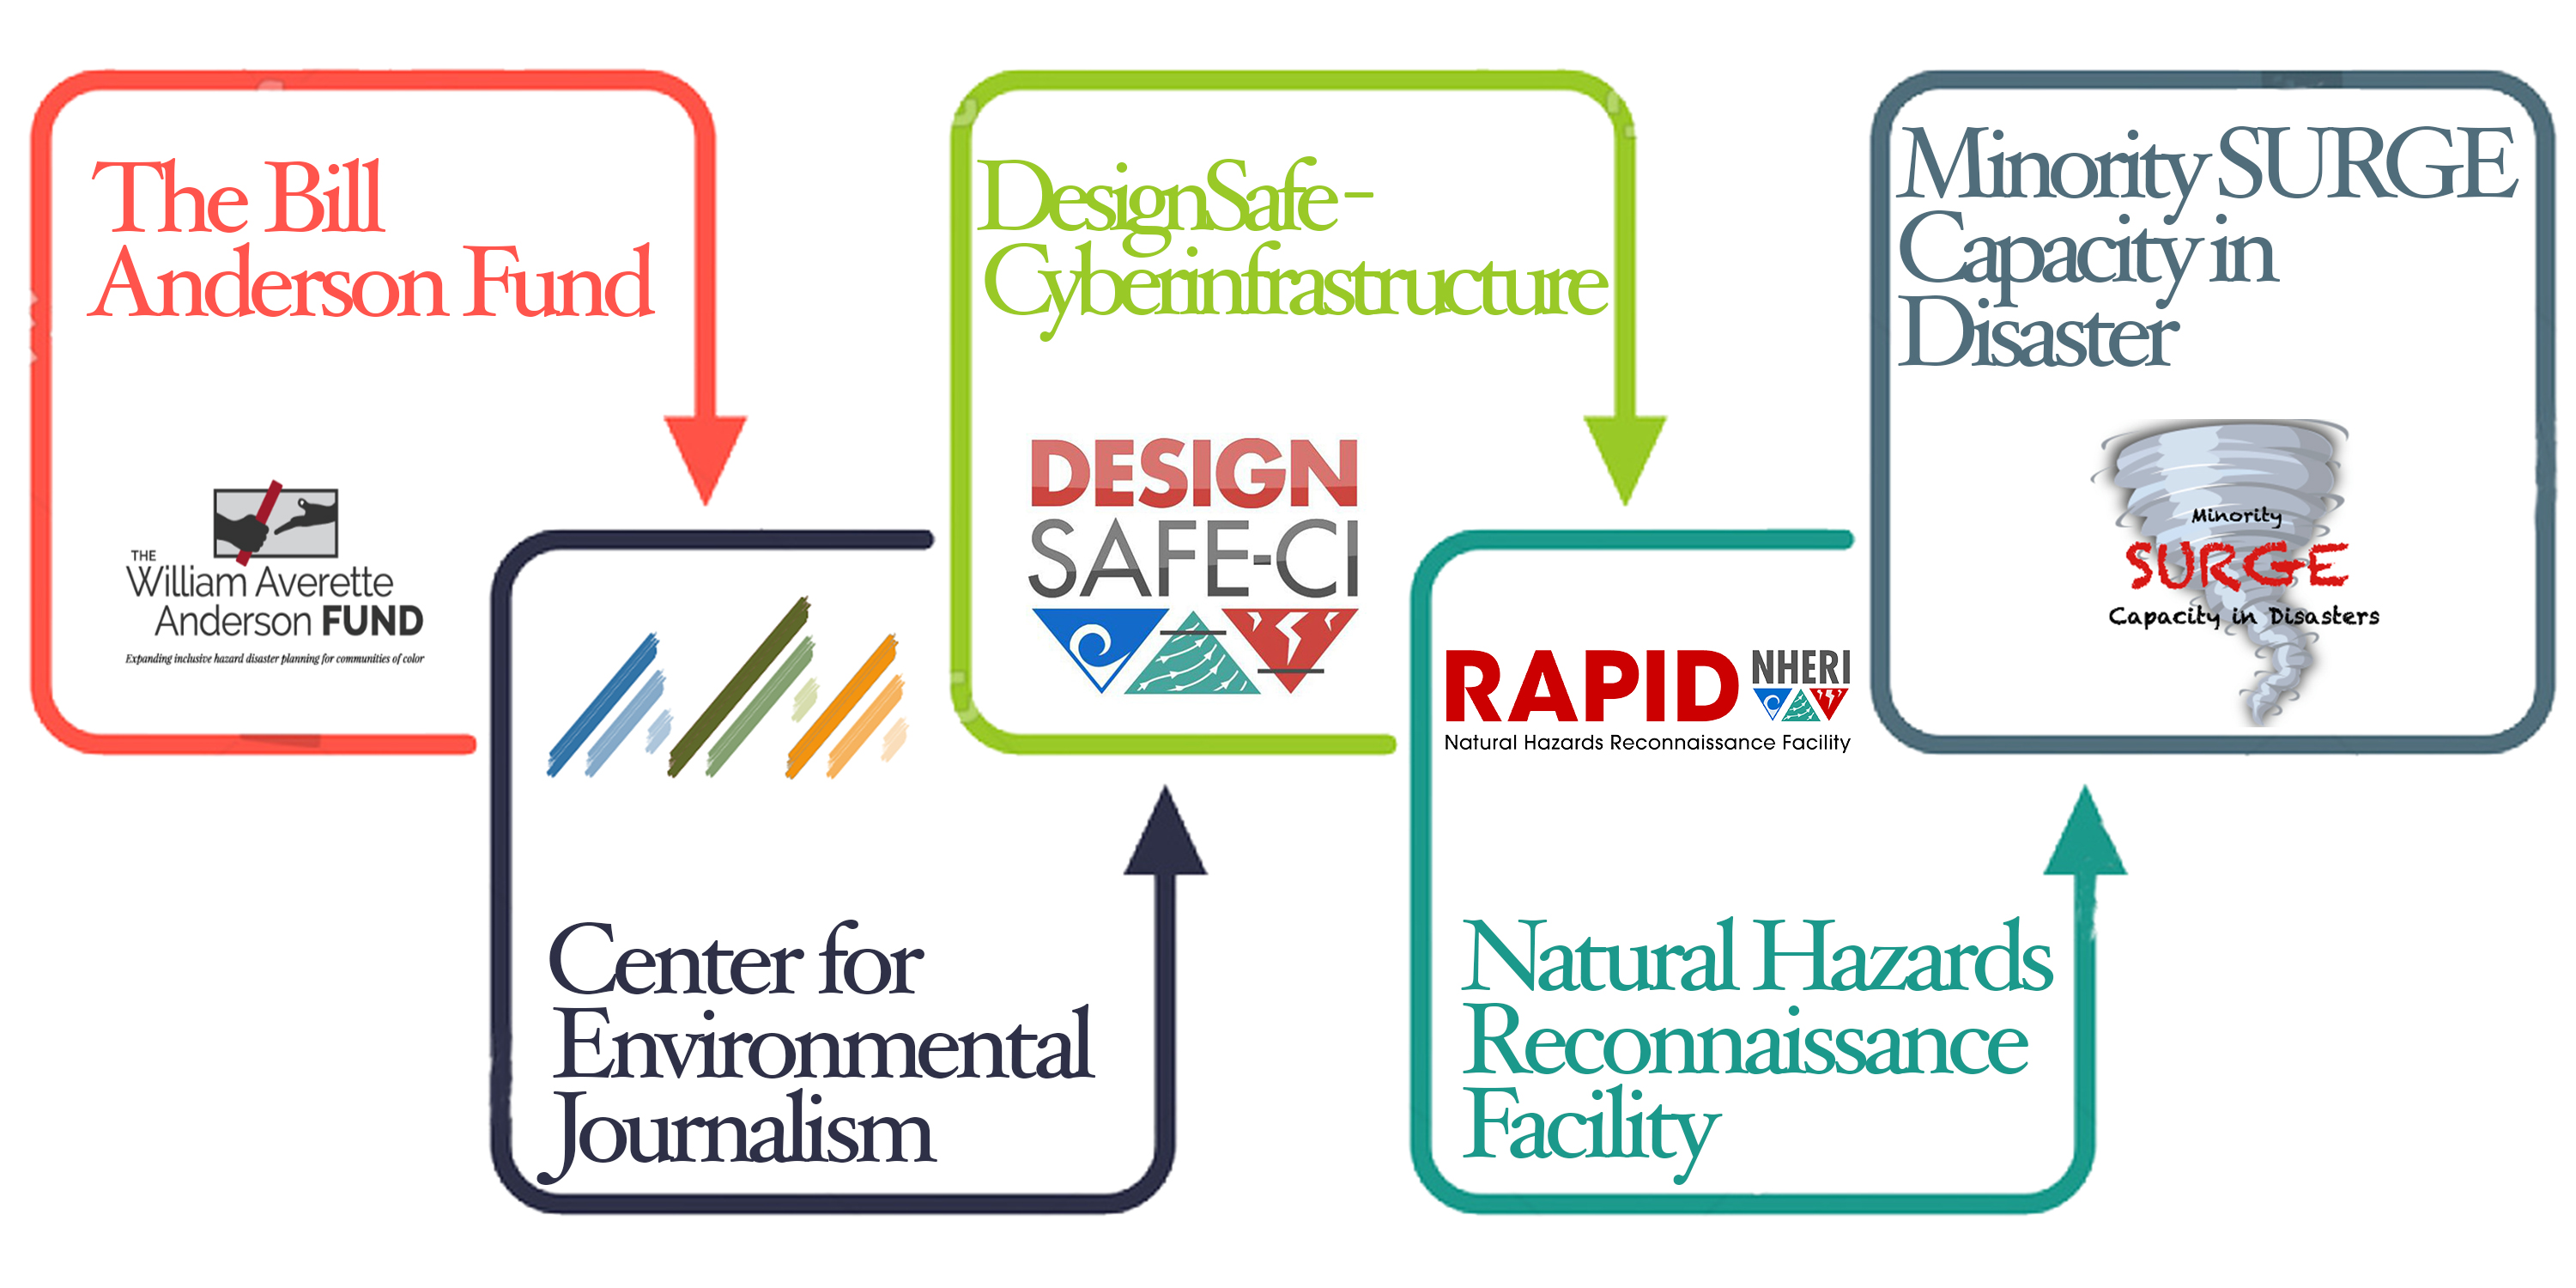 The Bill
Anderson Fund
THE
William Averette
Anderson FUND
Expanding inclusive hazard disaster planning for communities of color
Center for
Environmental
Journalism
DesignSafe -
Cyberinfrastructure
DESIGN
SAFE-CI
RAPID NHERI
Natural Hazards Reconnaissance Facility
Natural Hazards
Reconnaissance
Facility
Minority SURGE
Capacity in
Disaster
Minority
SURGE
Capacity in Disasters